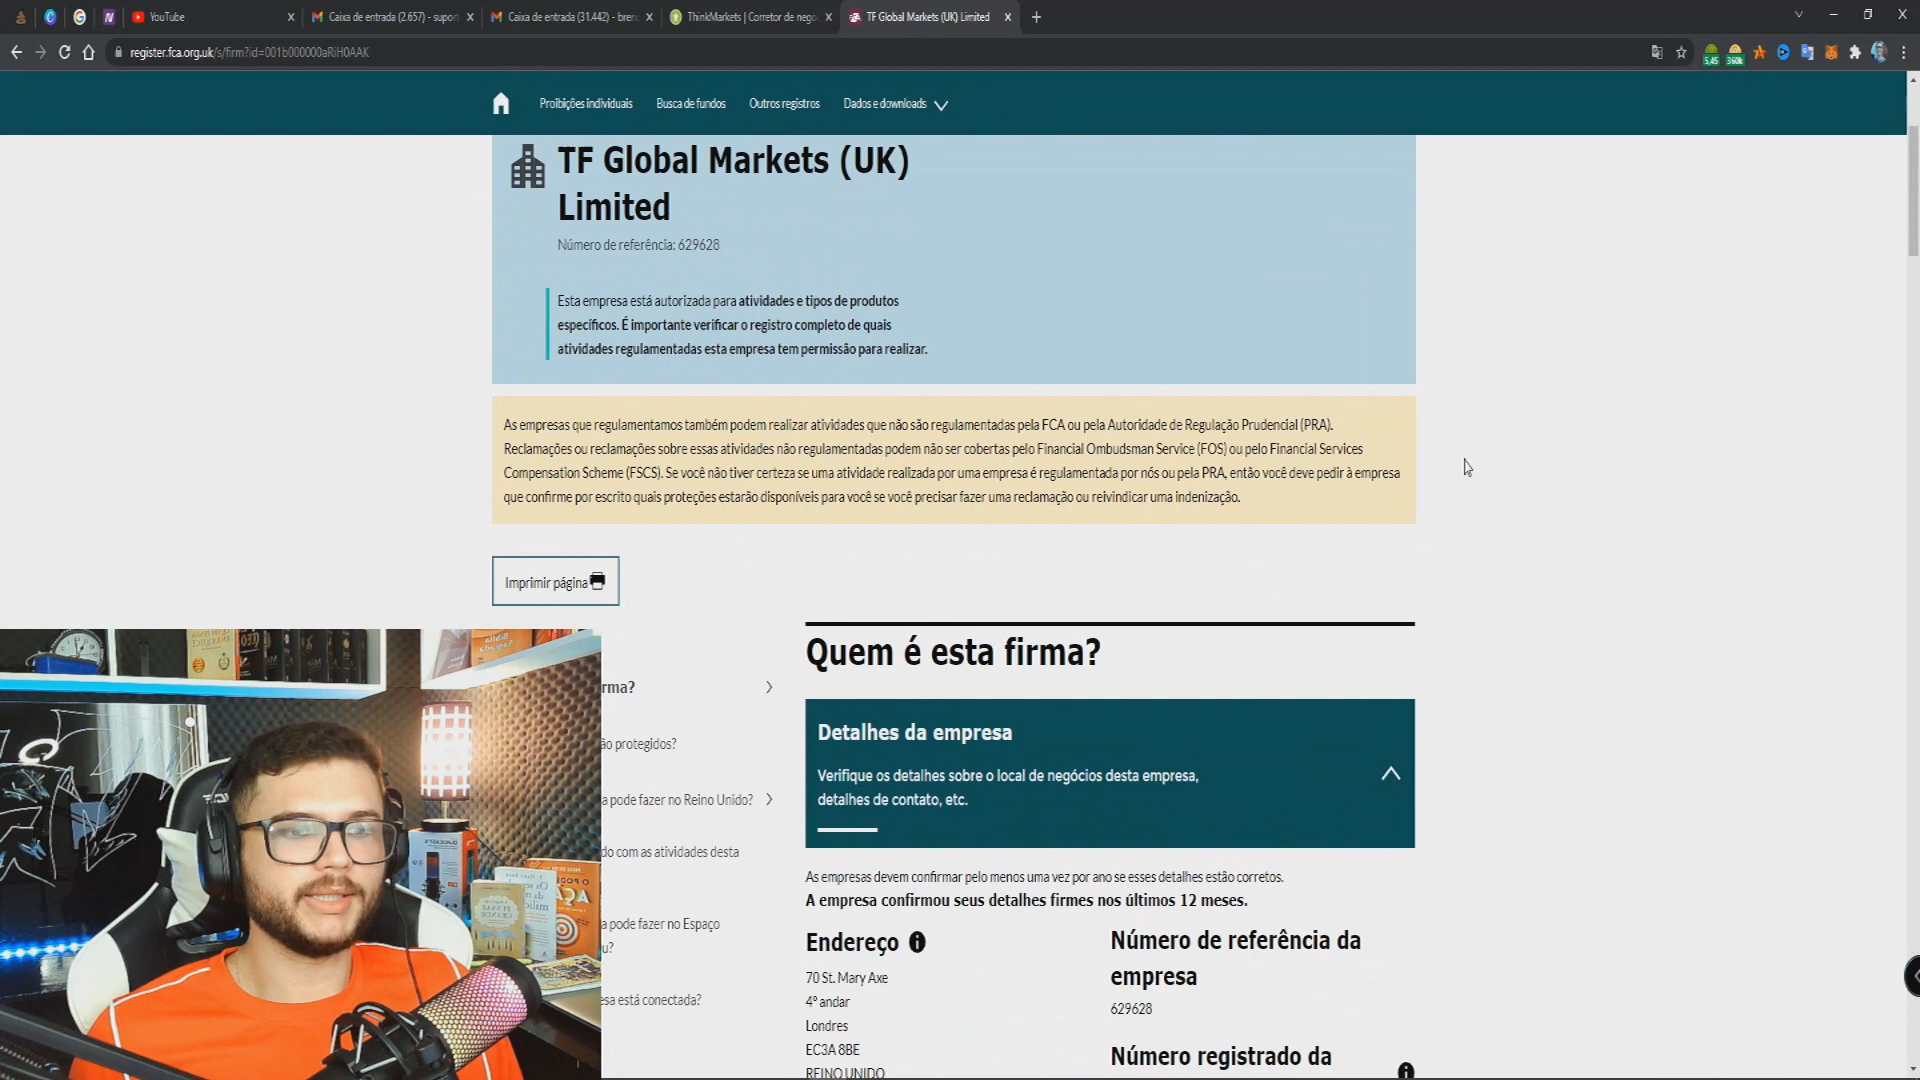 YouTube
Caixa de entrada (2.657) - supor
Caixa de entrada (31.442) - bren
ThinkMarkets | Corretor de nego
TF Global Markets (UK) Limited
register.fca.org.uk/s/firm?id=001b000000aRiH0AAK
5,45
360k
Proibições individuais
Busca de fundos
Outros registros
Dados e downloads
TF Global Markets (UK)
Limited
Número de referência: 629628
Esta empresa está autorizada para atividades e tipos de produtos
específicos. É importante verificar o registro completo de quais
atividades regulamentadas esta empresa tem permissão para realizar.
As empresas que regulamentamos também podem realizar atividades que não são regulamentadas pela FCA ou pela Autoridade de Regulação Prudencial (PRA).
Reclamações ou reclamações sobre essas atividades não regulamentadas podem não ser cobertas pelo Financial Ombudsman Service (FOS) ou pelo Financial Services
Compensation Scheme (FSCS). Se você não tiver certeza se uma atividade realizada por uma empresa é regulamentada por nós ou pela PRA, então você deve pedir à empresa
que confirme por escrito quais proteções estarão disponíveis para você se você precisar fazer uma reclamação ou reivindicar uma indenização.
Imprimir página
rma?
ão protegidos?
a pode fazer no Reino Unido?
do com as atividades desta
a pode fazer no Espaço
u?
esa está conectada?
Quem é esta firma?
Detalhes da empresa
Verifique os detalhes sobre o local de negócios desta empresa,
detalhes de contato, etc.
As empresas devem confirmar pelo menos uma vez por ano se esses detalhes estão corretos.
A empresa confirmou seus detalhes firmes nos últimos 12 meses.
Endereço
70 St. Mary Axe
4º andar
Londres
EC3A 8BE
REINO UNIDO
Número de referência da
empresa
629628
Número registrado da
Bíblia
Sagrada